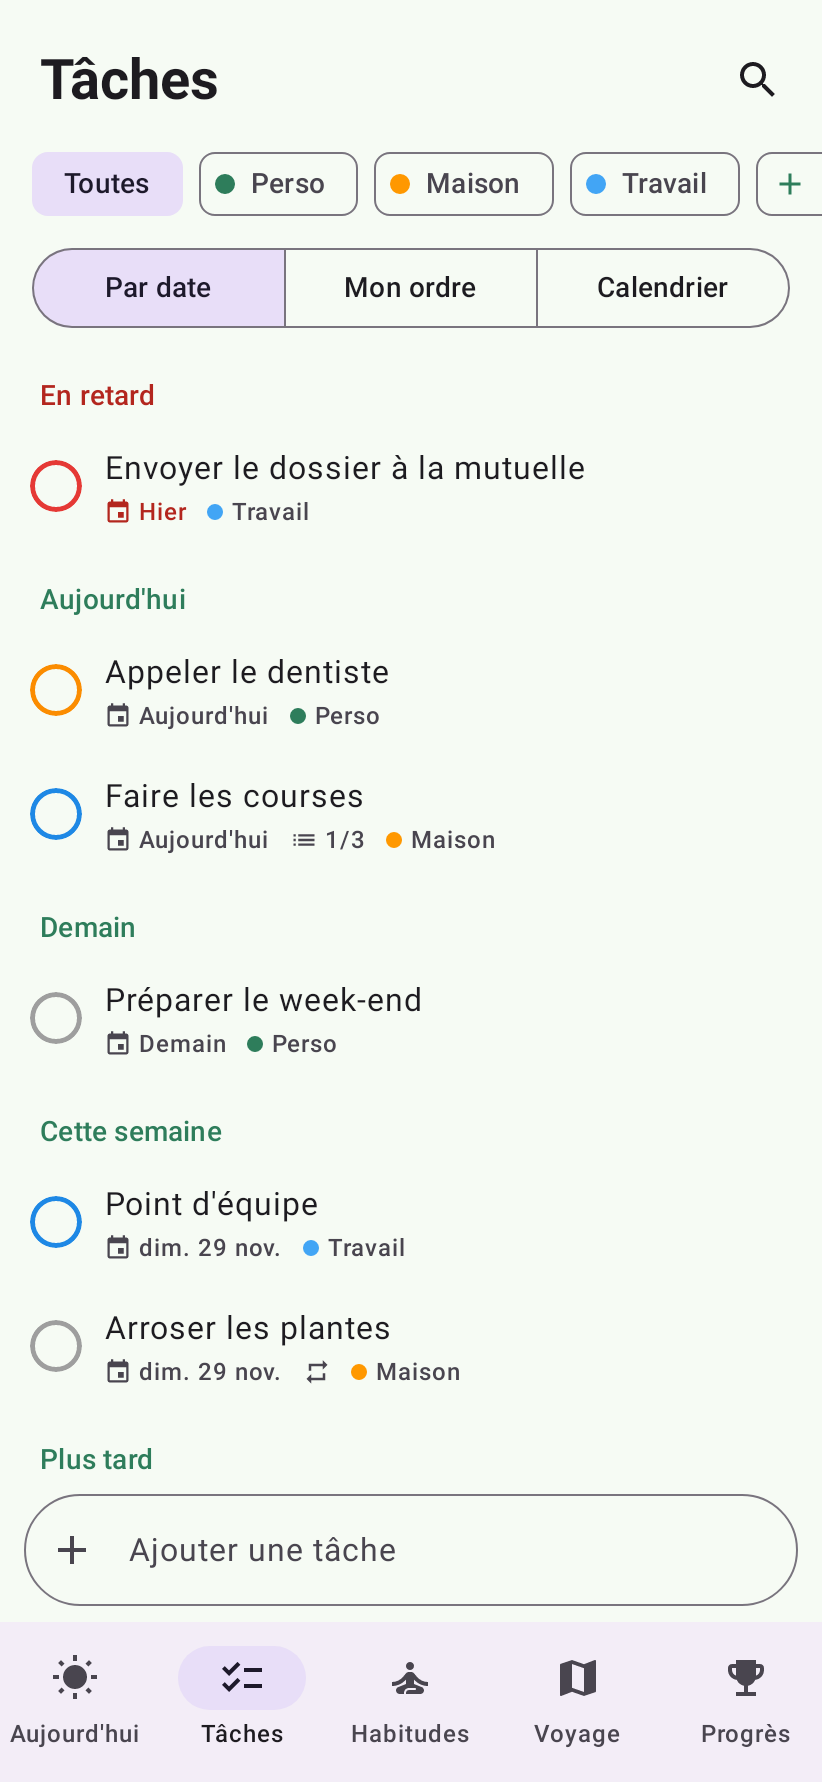 Tâches
Toutes
Perso
Maison
Travail
+
Par date
Mon ordre
Calendrier
En retard
Envoyer le dossier à la mutuelle
Hier Travail
Aujourd'hui
Appeler le dentiste
Aujourd'hui Perso
Faire les courses
Aujourd'hui 1/3 Maison
Demain
Préparer le week-end
Demain Perso
Cette semaine
Point d'équipe
dim. 29 nov. Travail
Arroser les plantes
dim. 29 nov. Maison
Plus tard
+ Ajouter une tâche
Aujourd'hui
Tâches
Habitudes
Voyage
Progrès